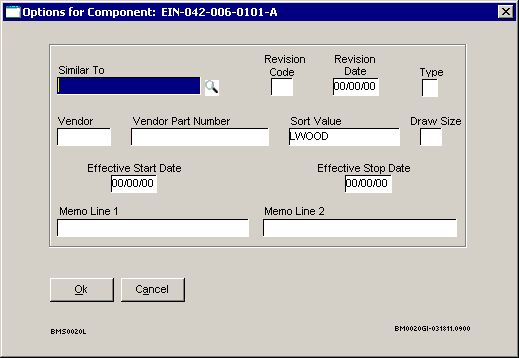 Options for Component: EIN-042-006-0101-A
Similar To
Revision Code
Revision Date
Type
00/00/00
Vendor
Vendor Part Number
Sort Value
Draw Size
LWOOD
Effective Start Date
Effective Stop Date
00/00/00
00/00/00
Memo Line 1
Memo Line 2
Ok
Cancel
BMS0020L
BM0020GI-031811.0900